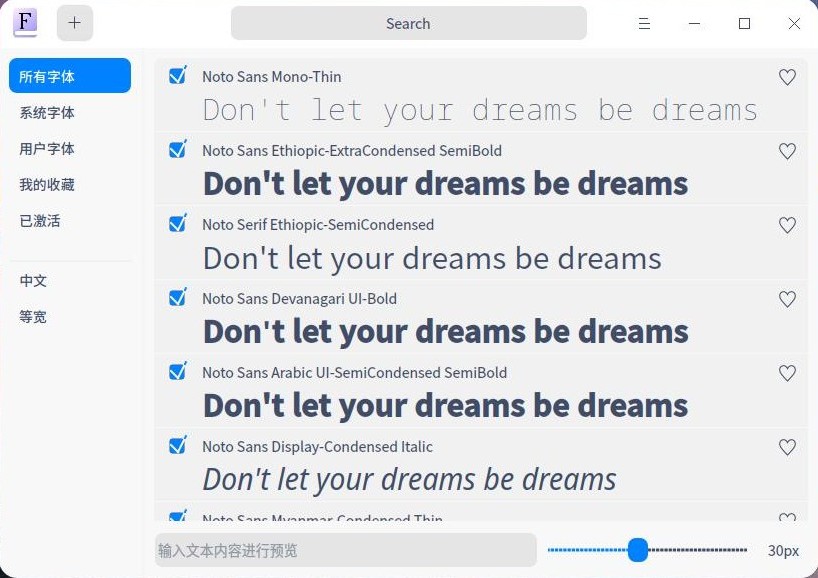 F
Search
所有字体
系统字体
用户字体
我的收藏
已激活
中文
等宽
Noto Sans Mono-Thin
Don't let your dreams be dreams
Noto Sans Ethiopic-ExtraCondensed SemiBold
Don't let your dreams be dreams
Noto Serif Ethiopic-SemiCondensed
Don't let your dreams be dreams
Noto Sans Devanagari UI-Bold
Don't let your dreams be dreams
Noto Sans Arabic UI-SemiCondensed SemiBold
Don't let your dreams be dreams
Noto Sans Display-Condensed Italic
Don't let your dreams be dreams
Noto Sans Myanmar-Condensed Thin
输入文本内容进行预览
30px